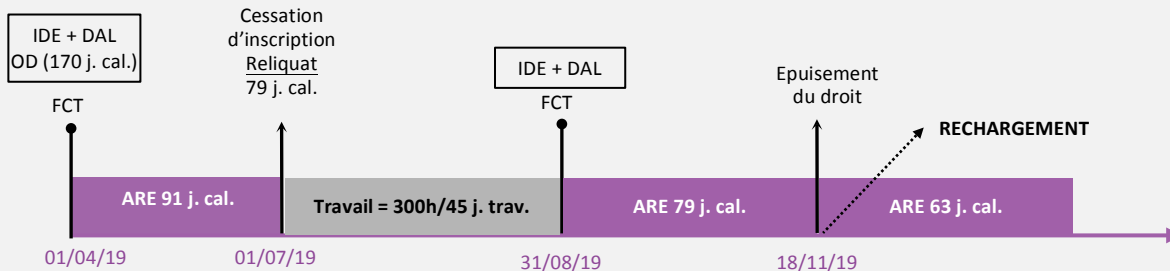 IDE + DAL
OD (170 j. cal.)
FCT
Cessation
d’inscription
Reliquat
79 j. cal.
IDE + DAL
FCT
Epuisement
du droit
RECHARGEMENT
ARE 91 j. cal.
Travail = 300h/45 j. trav.
ARE 79 j. cal.
ARE 63 j. cal.
01/04/19
01/07/19
31/08/19
18/11/19